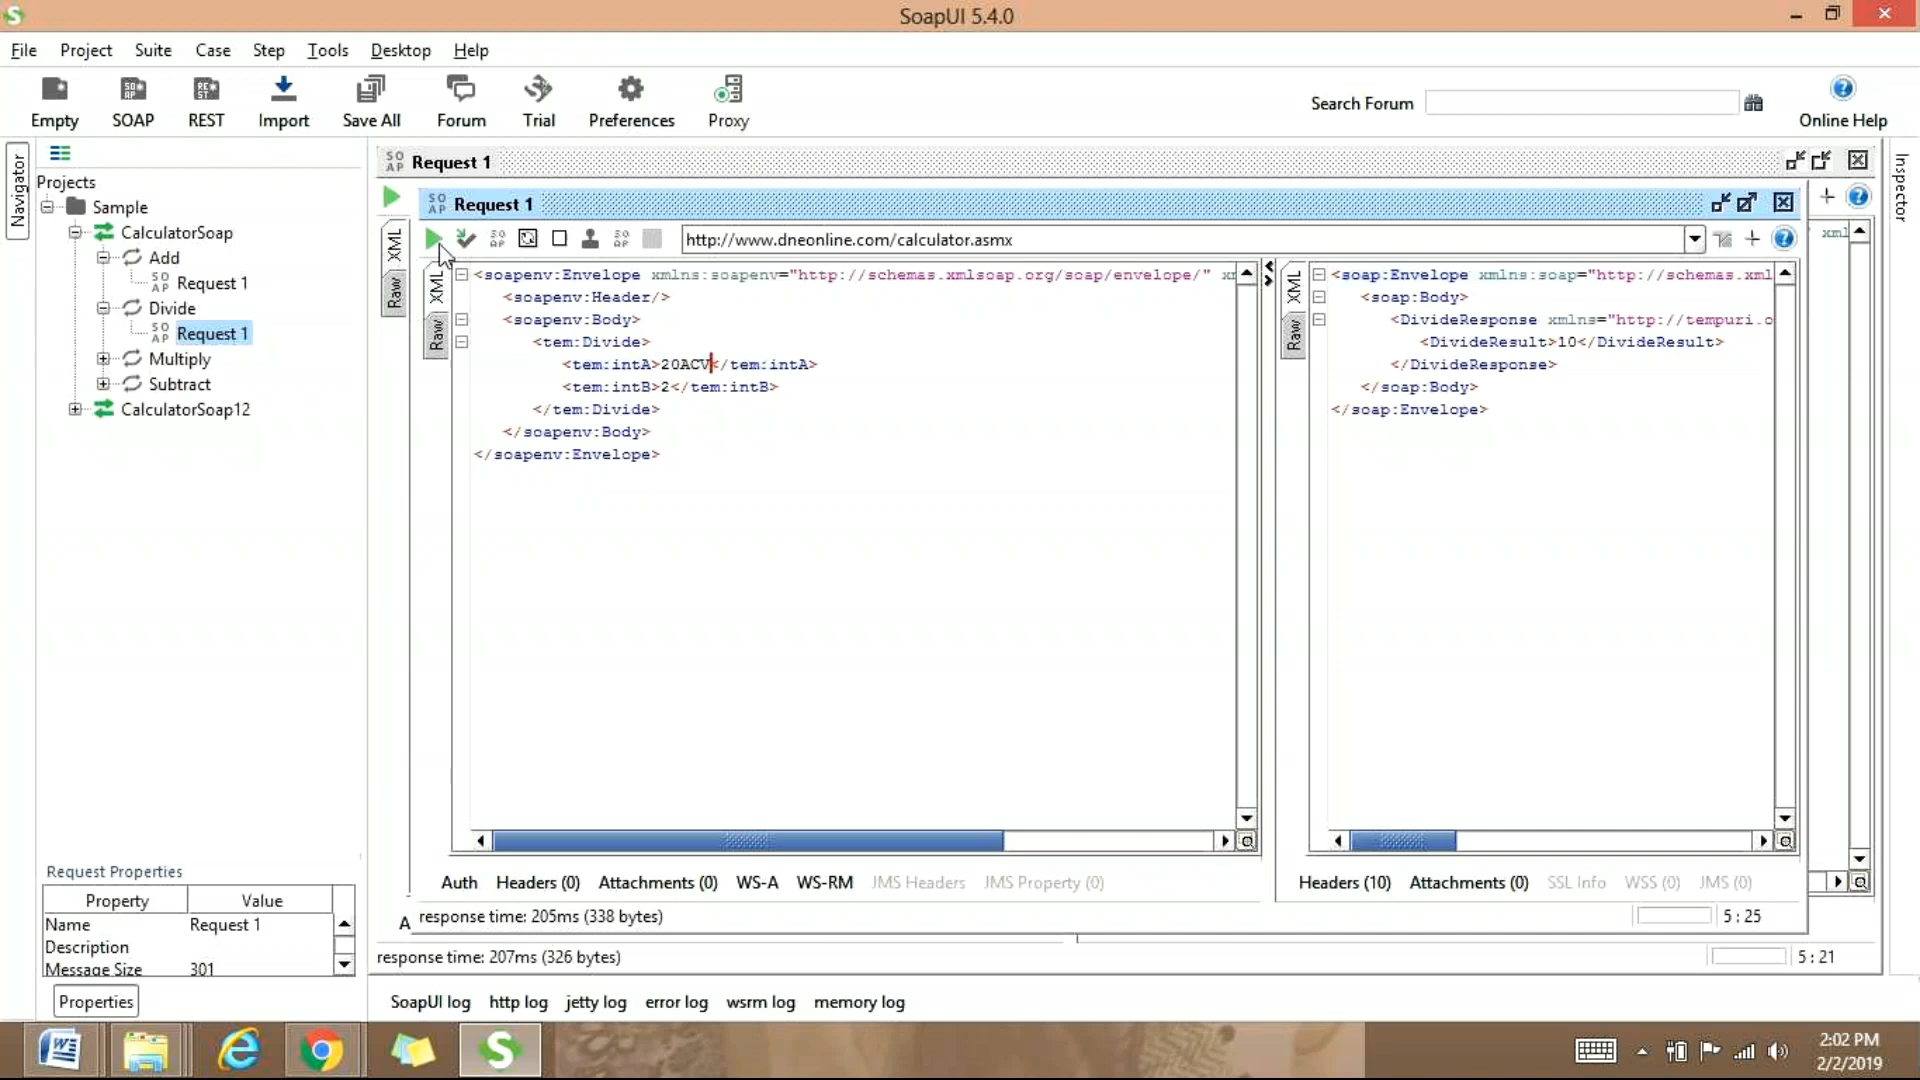 SoapUI 5.4.0
File Project Suite Case Step Tools Desktop Help
Empty SOAP REST Import Save All Forum Trial Preferences Proxy
Search Forum
Online Help
Navigator
Projects
Sample
CalculatorSoap
Add
Request 1
Divide
Request 1
Multiply
Subtract
CalculatorSoap12
Request Properties
Property Value
Name Request 1
Description
Message Size 301
Properties
SOAP Request 1
XML
Raw
SOAP Request 1
http://www.dneonline.com/calculator.asmx
XML
Raw
<soapenv:Envelope xmlns:soapenv="http://schemas.xmlsoap.org/soap/envelope/"
<soapenv:Header/>
<soapenv:Body>
<tem:Divide>
<tem:intA>20ACV</tem:intA>
<tem:intB>2</tem:intB>
</tem:Divide>
</soapenv:Body>
</soapenv:Envelope>
XML
Raw
<soap:Envelope xmlns:soap="http://schemas.xml
<soap:Body>
<DivideResponse xmlns="http://tempuri.o
<DivideResult>10</DivideResult>
</DivideResponse>
</soap:Body>
</soap:Envelope>
xml
Inspector
Auth Headers (0) Attachments (0) WS-A WS-RM JMS Headers JMS Property (0)
Headers (10) Attachments (0) SSL Info WSS (0) JMS (0)
A
response time: 205ms (338 bytes)
5 : 25
response time: 207ms (326 bytes)
5 : 21
SoapUI log http log jetty log error log wsrm log memory log
2:02 PM
2/2/2019